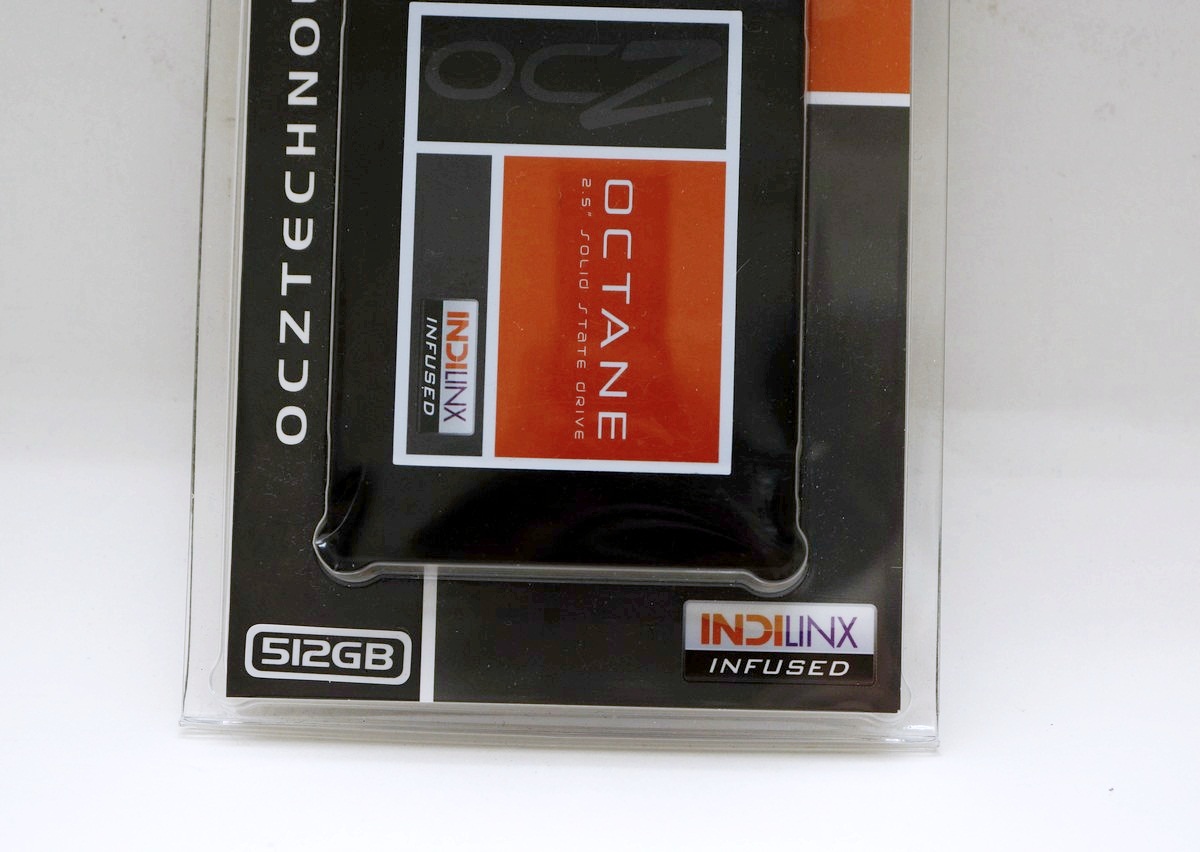 OCZTECHNO
OCZ
OCTANE
2.5" SOLID STATE DRIVE
INDILINX
INFUSED
512GB
INDILINX
INFUSED